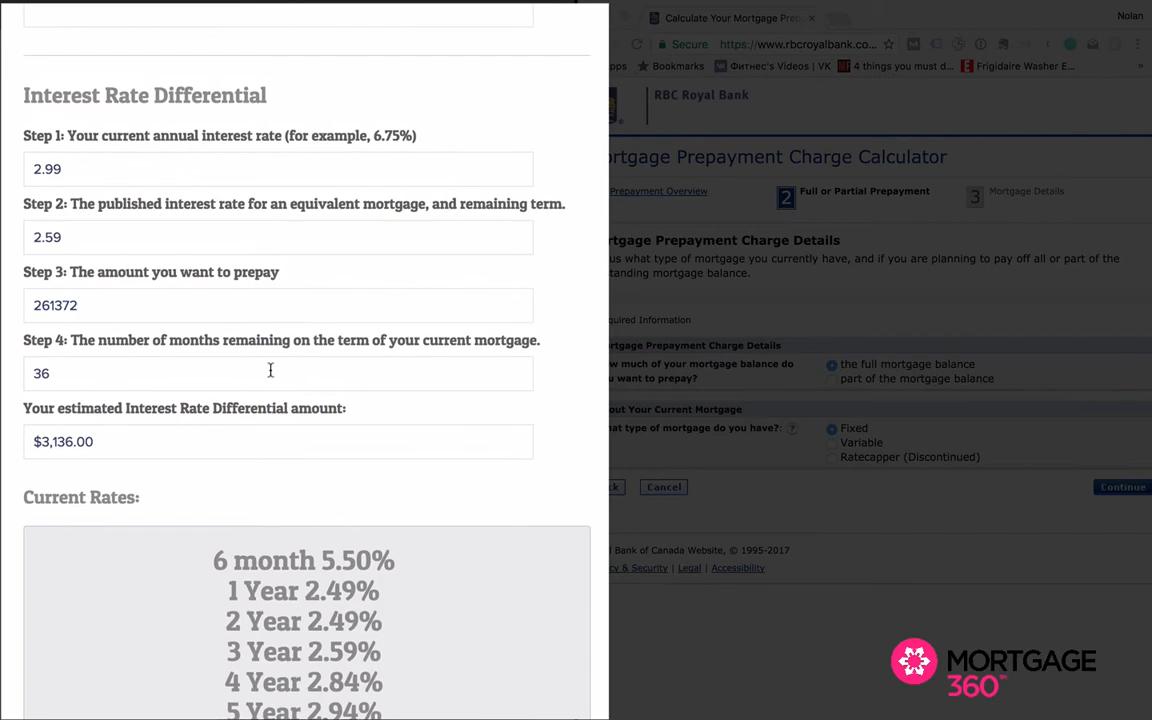 Interest Rate Differential
Step 1: Your current annual interest rate (for example, 6.75%)
2.99
Step 2: The published interest rate for an equivalent mortgage, and remaining term.
2.59
Step 3: The amount you want to prepay
261372
Step 4: The number of months remaining on the term of your current mortgage.
36
Your estimated Interest Rate Differential amount:
$3,136.00
Current Rates:
6 month 5.50%
1 Year 2.49%
2 Year 2.49%
3 Year 2.59%
4 Year 2.84%
5 Year 2.94%
Calculate Your Mortgage Prep
Nolan
Secure https://www.rbcroyalbank.co...
Bookmarks Фитнес's Videos | VK 4 things you must d... Frigidaire Washer E... »
RBC Royal Bank
ortgage Prepayment Charge Calculator
Prepayment Overview 2 Full or Partial Prepayment 3 Mortgage Details
rtgage Prepayment Charge Details
us what type of mortgage you currently have, and if you are planning to pay off all or part of the
standing mortgage balance.
quired Information
rtgage Prepayment Charge Details
w much of your mortgage balance do
u want to prepay?
the full mortgage balance
part of the mortgage balance
out Your Current Mortgage
hat type of mortgage do you have?: ?
Fixed
Variable
Ratecapper (Discontinued)
ck Cancel Continue
l Bank of Canada Website, © 1995-2017
cy & Security | Legal | Accessibility
MORTGAGE
360